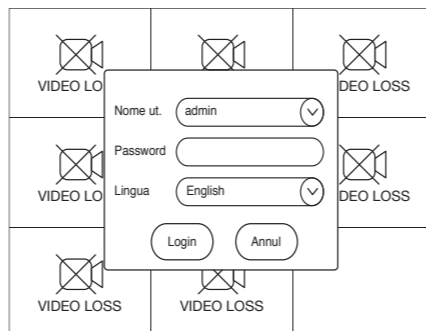 VIDEO LO
DEO LOSS
Nome ut. admin
Password
VIDEO LO
DEO LOSS
Lingua English
Login Annul
VIDEO LOSS VIDEO LOSS